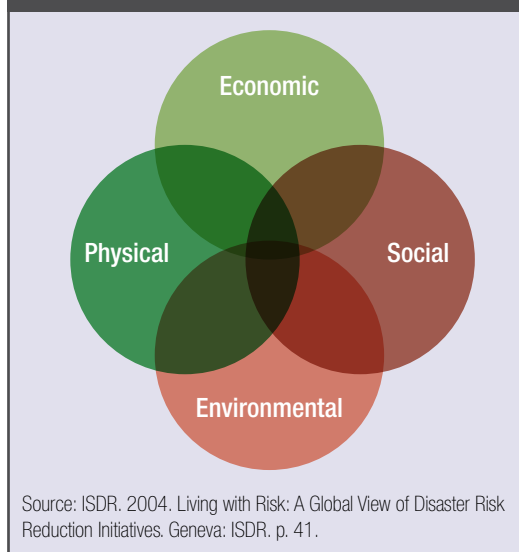 Economic
Physical
Social
Environmental
Source: ISDR. 2004. Living with Risk: A Global View of Disaster Risk
Reduction Initiatives. Geneva: ISDR. p. 41.